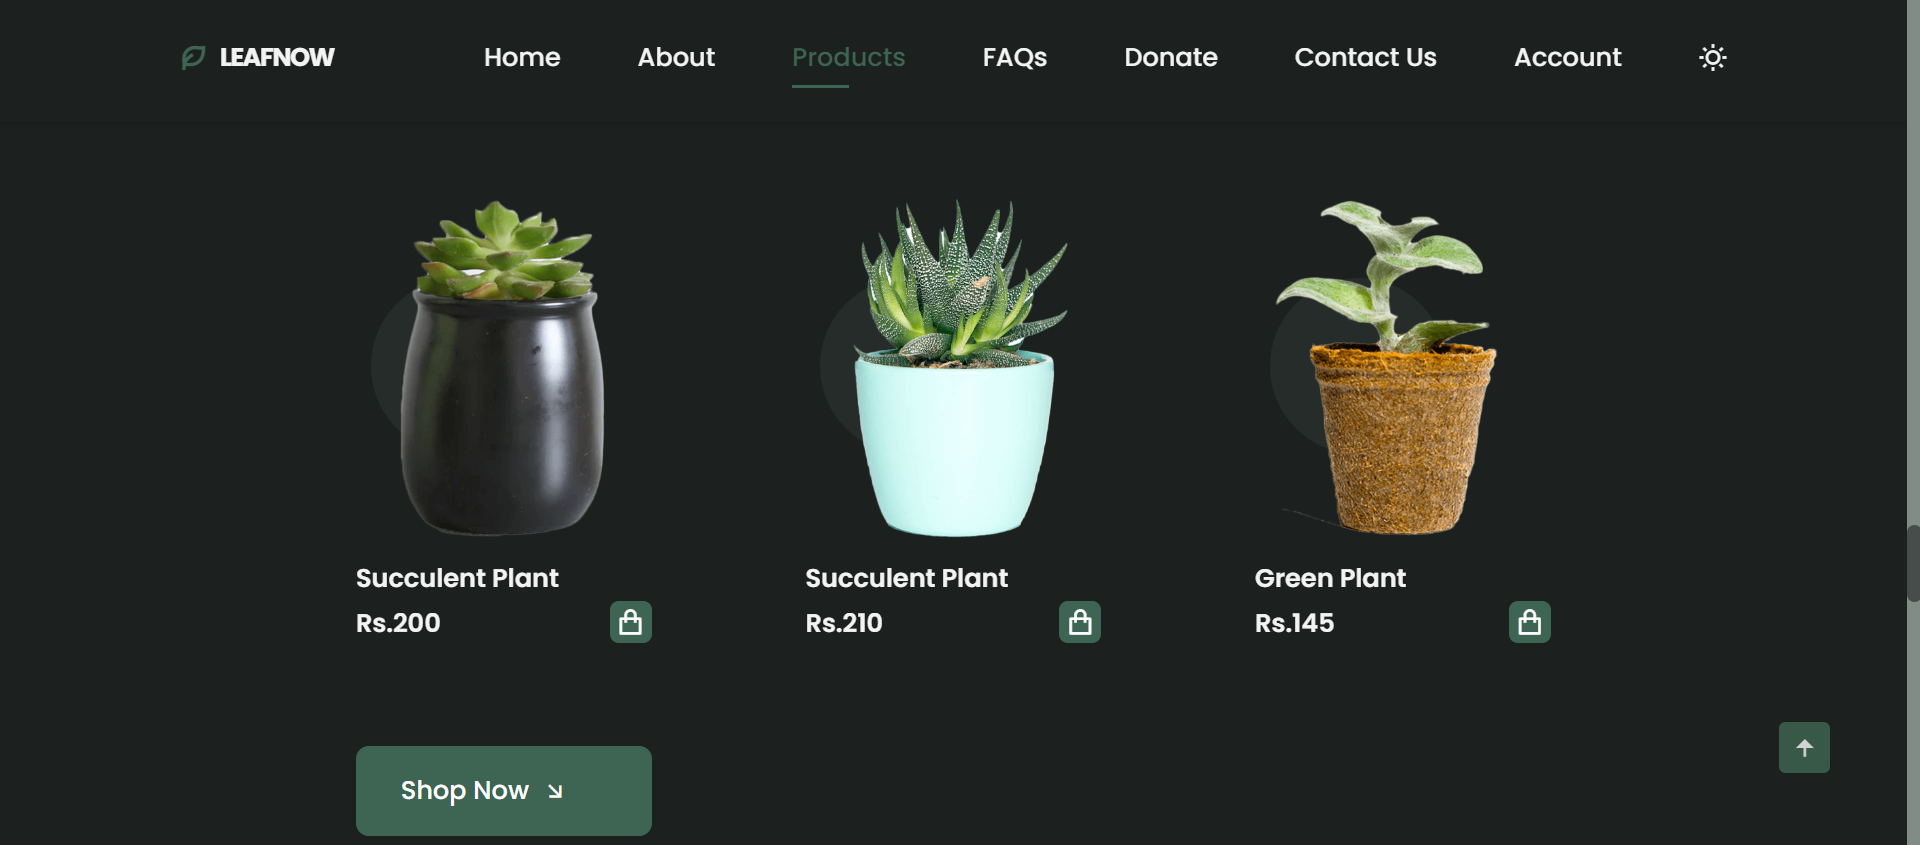 LEAFNOW Home About Products FAQs Donate Contact Us Account
Succulent Plant Succulent Plant Green Plant
Rs.200 Rs.210 Rs.145
Shop Now